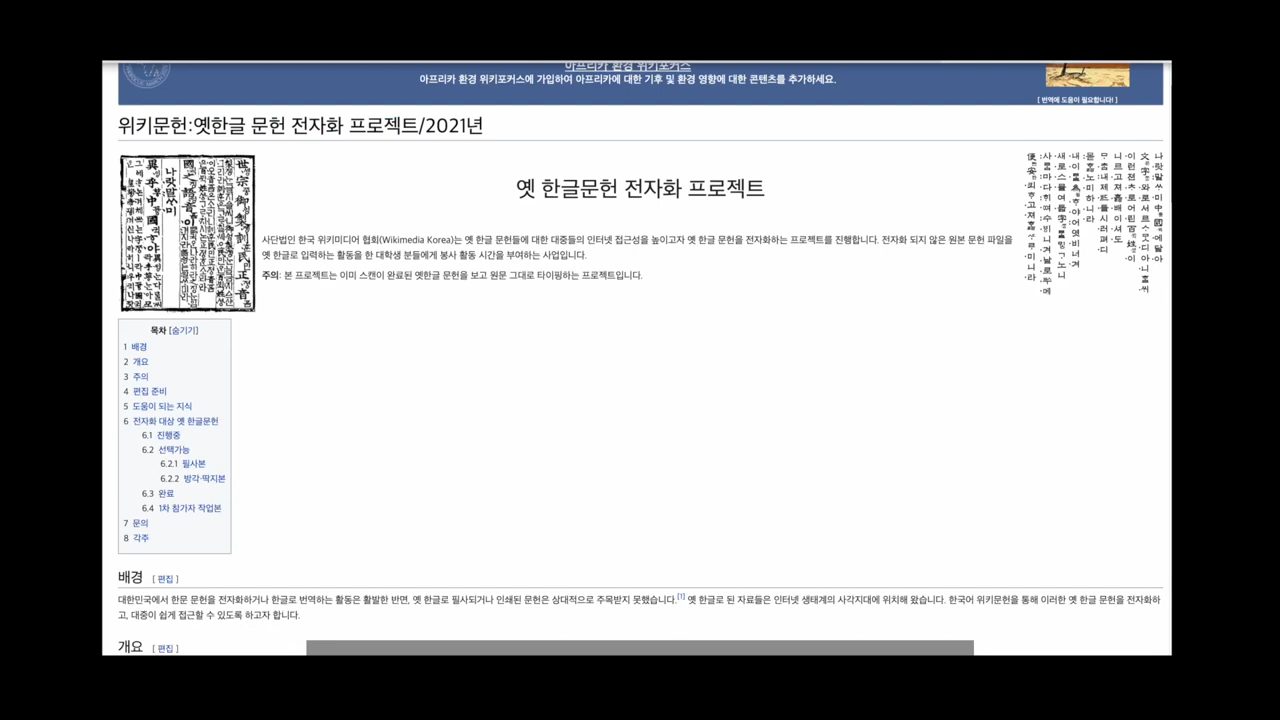 아프리카 환경 위키포커스
아프리카 환경 위키포커스에 가입하여 아프리카에 대한 기후 및 환경 영향에 대한 콘텐츠를 추가하세요.
[ 번역에 도움이 필요합니다! ]
위키문헌:옛한글 문헌 전자화 프로젝트/2021년
옛 한글문헌 전자화 프로젝트
사단법인 한국 위키미디어 협회(Wikimedia Korea)는 옛 한글 문헌들에 대한 대중들의 인터넷 접근성을 높이고자 옛 한글 문헌을 전자화하는 프로젝트를 진행합니다. 전자화 되지 않은 원본 문헌 파일을
옛 한글로 입력하는 활동을 한 대학생 분들에게 봉사 활동 시간을 부여하는 사업입니다.
주의: 본 프로젝트는 이미 스캔이 완료된 옛한글 문헌을 보고 원문 그대로 타이핑하는 프로젝트입니다.
목차 [숨기기]
1 배경
2 개요
3 주의
4 편집 준비
5 도움이 되는 지식
6 전자화 대상 옛 한글문헌
6.1 진행중
6.2 선택가능
6.2.1 필사본
6.2.2 방각·딱지본
6.3 완료
6.4 1차 참가자 작업본
7 문의
8 각주
배경 [ 편집 ]
대한민국에서 한문 문헌을 전자화하거나 한글로 번역하는 활동은 활발한 반면, 옛 한글로 필사되거나 인쇄된 문헌은 상대적으로 주목받지 못했습니다.[1] 옛 한글로 된 자료들은 인터넷 생태계의 사각지대에 위치해 왔습니다. 한국어 위키문헌을 통해 이러한 옛 한글 문헌을 전자화하
고, 대중이 쉽게 접근할 수 있도록 하고자 합니다.
개요 [ 편집 ]